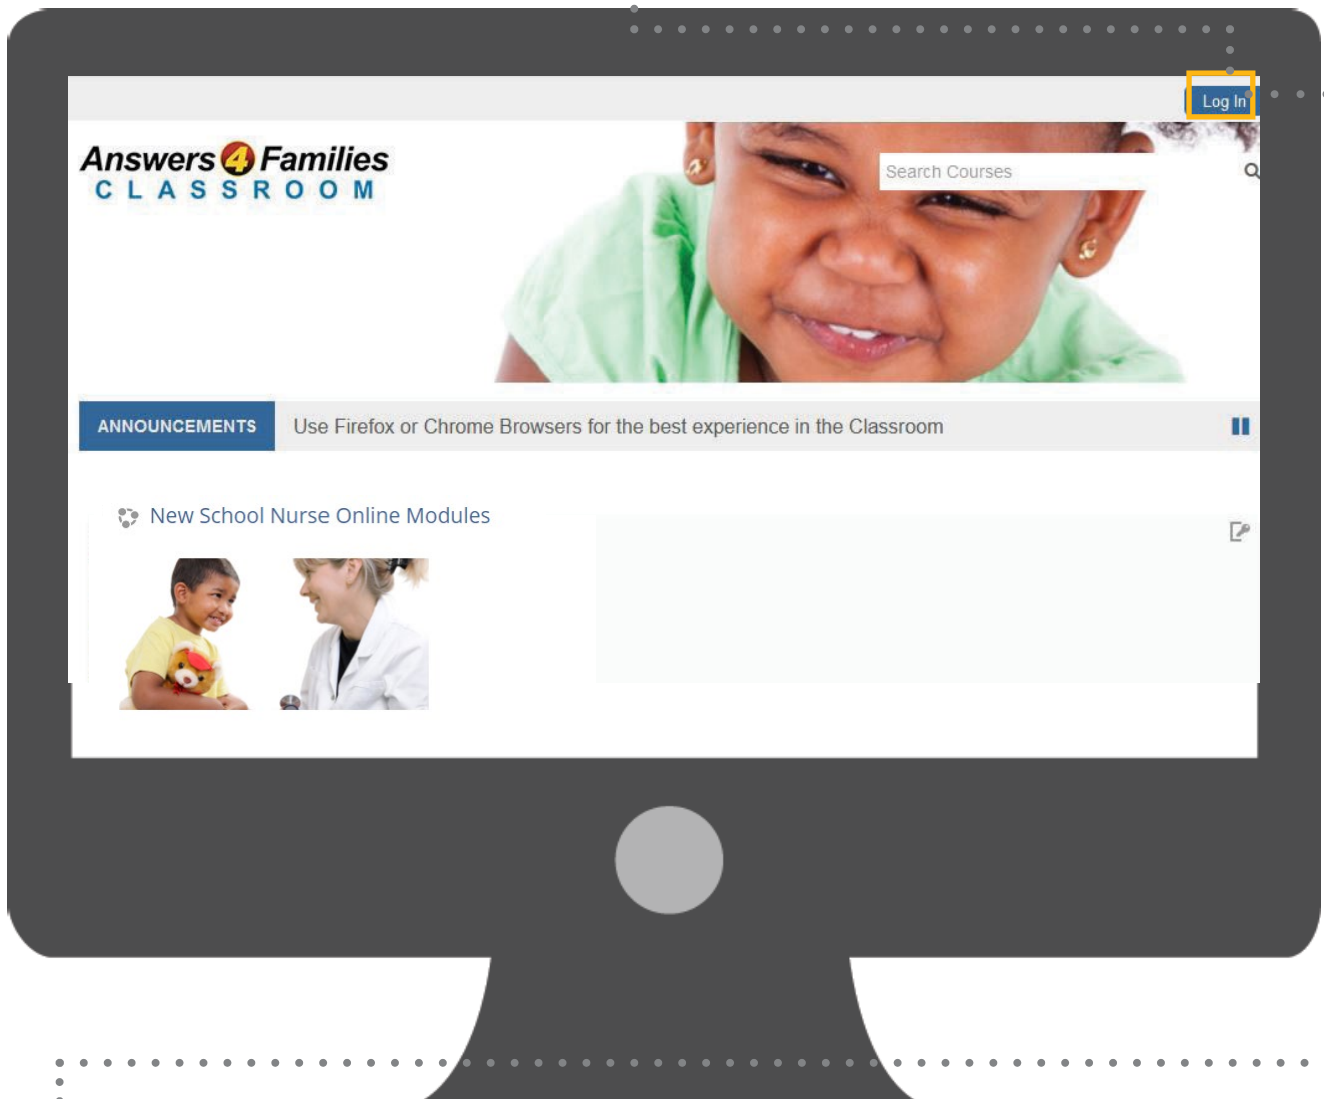 Log In
Answers 4 Families
CLASSROOM
Search Courses
ANNOUNCEMENTS
Use Firefox or Chrome Browsers for the best experience in the Classroom
New School Nurse Online Modules